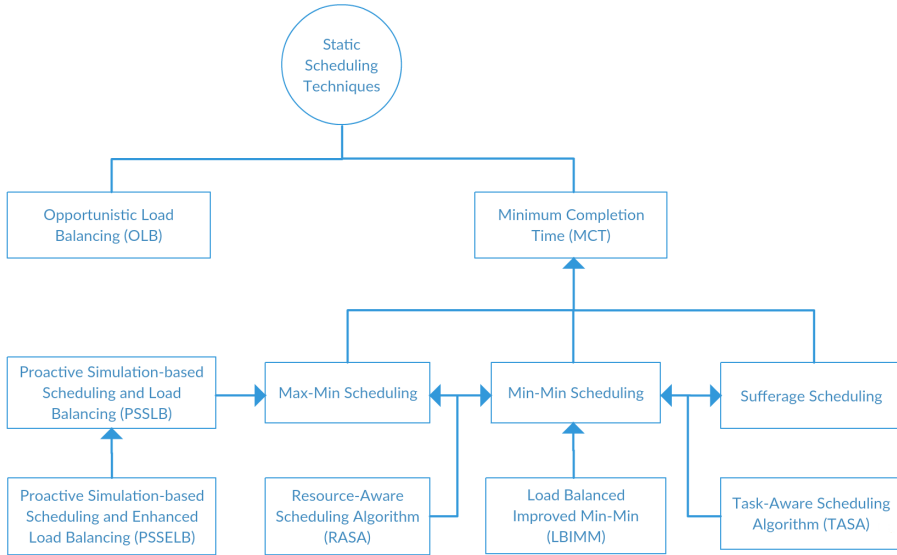 Static
Scheduling
Techniques
Opportunistic Load
Balancing (OLB)
Minimum Completion
Time (MCT)
Proactive Simulation-based
Scheduling and Load
Balancing (PSSLB)
Max-Min Scheduling
Min-Min Scheduling
Sufferage Scheduling
Proactive Simulation-based
Scheduling and Enhanced
Load Balancing (PSSELB)
Resource-Aware
Scheduling Algorithm
(RASA)
Load Balanced
Improved Min-Min
(LBIMM)
Task-Aware Scheduling
Algorithm (TASA)